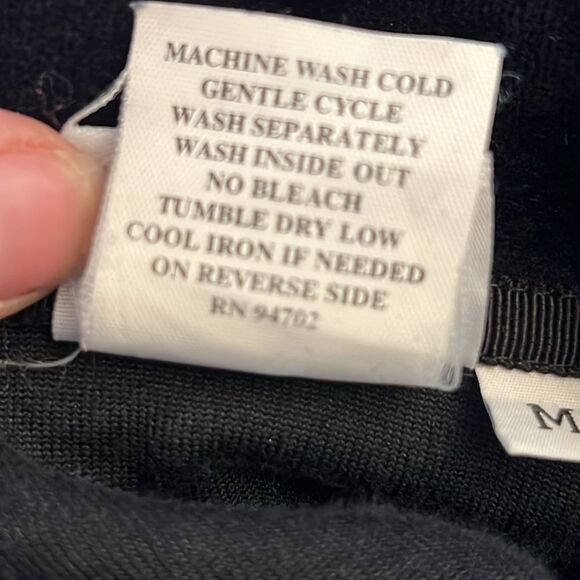 MACHINE WASH COLD
GENTLE CYCLE
WASH SEPARATELY
WASH INSIDE OUT
NO BLEACH
TUMBLE DRY LOW
COOL IRON IF NEEDED
ON REVERSE SIDE
RN 94702
M